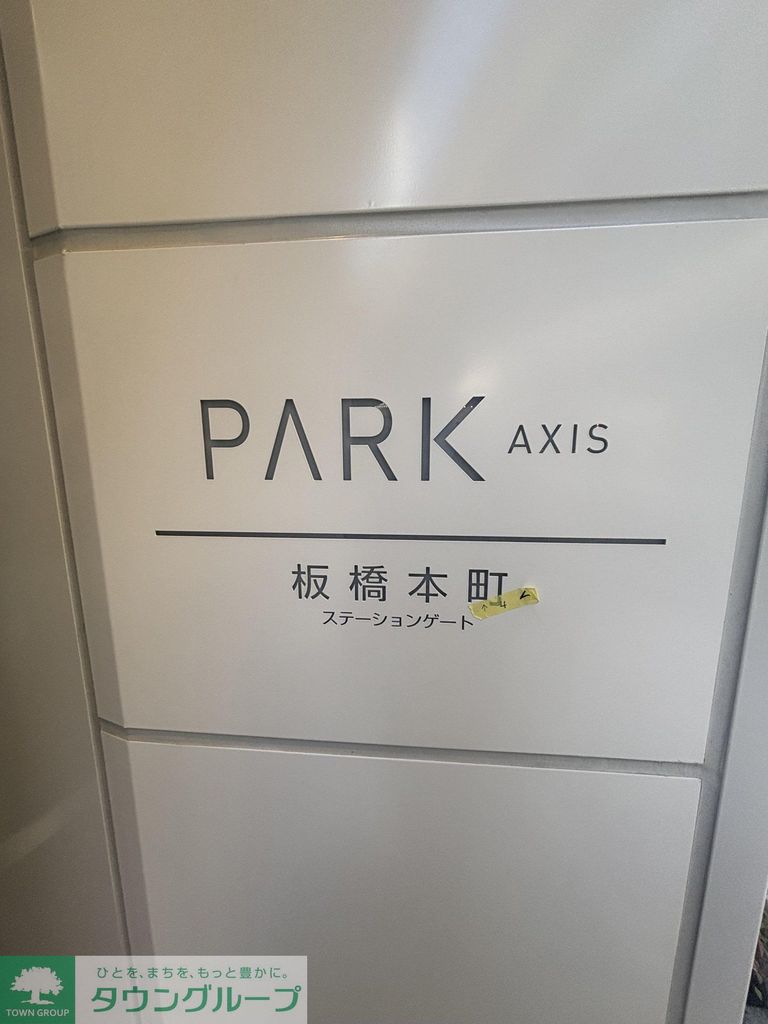 PARK AXIS
板橋本町
ステーションゲート
ひとを、まちを、もっと豊かに。
TOWN GROUP タウングループ